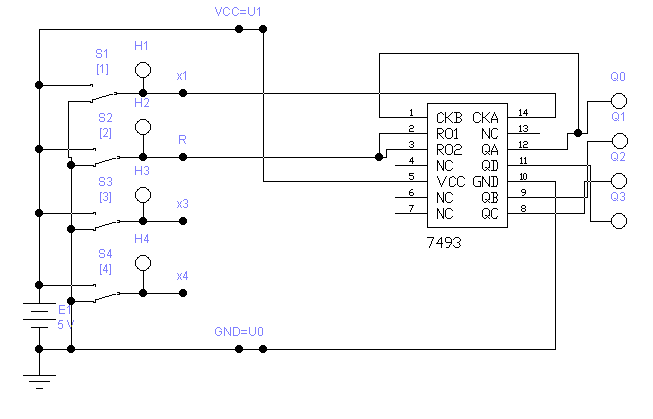 VCC=U1
S1
[1]
H1
x1
H2
S2
[2]
R
H3
S3
[3]
x3
H4
S4
[4]
x4
E1
5 V
GND=U0
1 CKB CKA 14
2 RO1 NC 13
3 RO2 QA 12
4 NC QD 11
5 VCC GND 10
6 NC QB 9
7 NC QC 8
7493
Q0
Q1
Q2
Q3